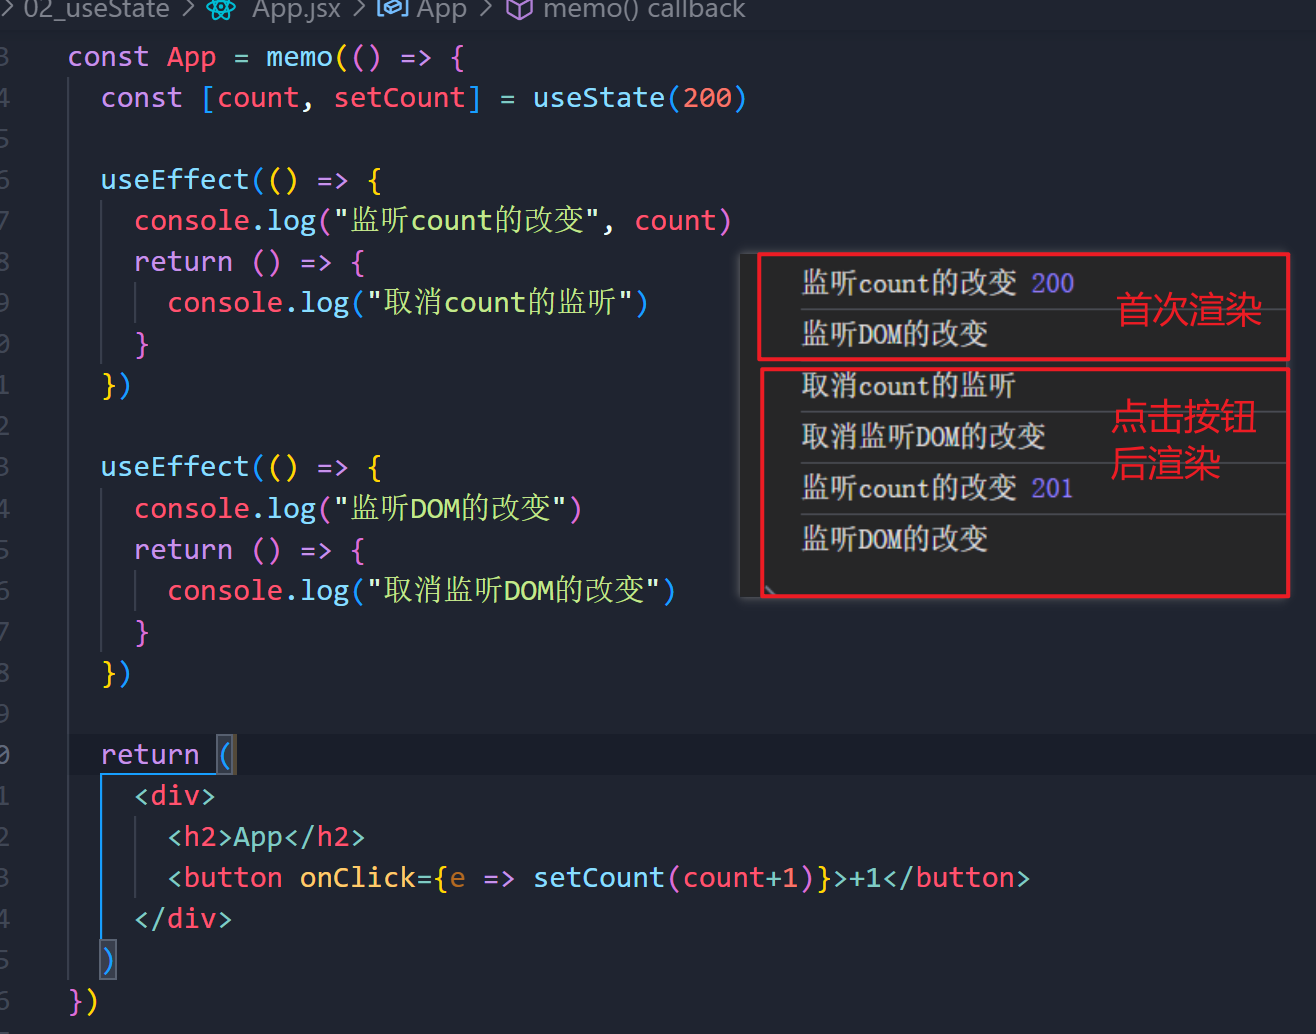 02_useState > App.jsx > App > memo() callback
const App = memo(() => {
const [count, setCount] = useState(200)
useEffect(() => {
console.log("监听count的改变", count)
return () => {
console.log("取消count的监听")
}
})
useEffect(() => {
console.log("监听DOM的改变")
return () => {
console.log("取消监听DOM的改变")
}
})
return (
<div>
<h2>App</h2>
<button onClick={e => setCount(count+1)}>+1</button>
</div>
)
})
监听count的改变 200
监听DOM的改变
首次渲染
取消count的监听
取消监听DOM的改变
监听count的改变 201
监听DOM的改变
点击按钮
后渲染